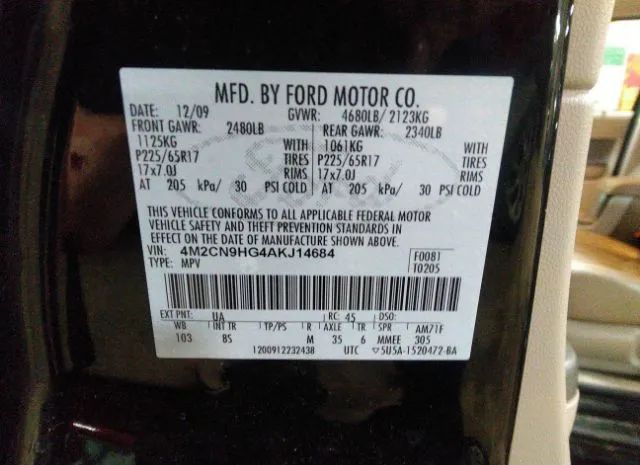 MFD. BY FORD MOTOR CO.
DATE: 12/09 GVWR: 4680LB/ 2123KG
FRONT GAWR: 2480LB REAR GAWR: 2340LB
1125KG WITH 1061KG WITH
P225/65R17 TIRES P225/65R17 TIRES
17x7.0J RIMS 17x7.0J RIMS
AT 205 kPa/ 30 PSI COLD AT 205 kPa/ 30 PSI COLD
THIS VEHICLE CONFORMS TO ALL APPLICABLE FEDERAL MOTOR
VEHICLE SAFETY AND THEFT PREVENTION STANDARDS IN
EFFECT ON THE DATE OF MANUFACTURE SHOWN ABOVE.
VIN: 4M2CN9HG4AKJ14684 F0081
TYPE: MPV T0205
EXT PNT: UA RC: 45 DSO:
WB INT TR TP/PS R AXLE TR SPR AM71F
103 8S M 35 6 MMEE 305
1200912232438 UTC ▽5U5A-1520472-BA